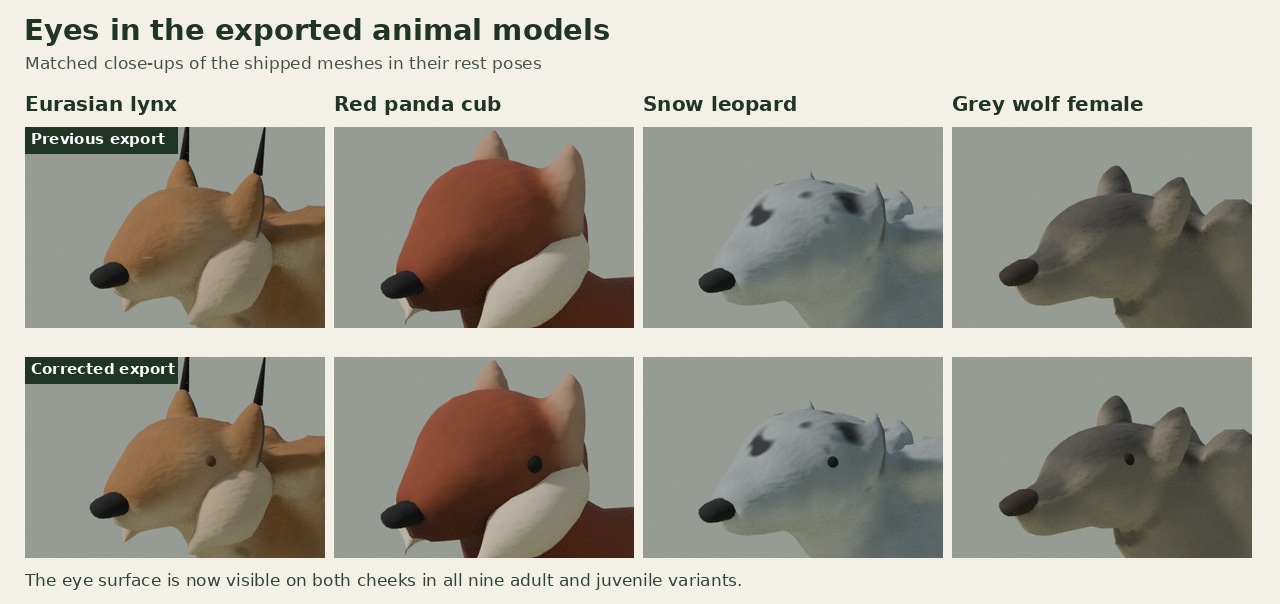 Eyes in the exported animal models
Matched close-ups of the shipped meshes in their rest poses
Eurasian lynx
Red panda cub
Snow leopard
Grey wolf female
Previous export
Corrected export
The eye surface is now visible on both cheeks in all nine adult and juvenile variants.